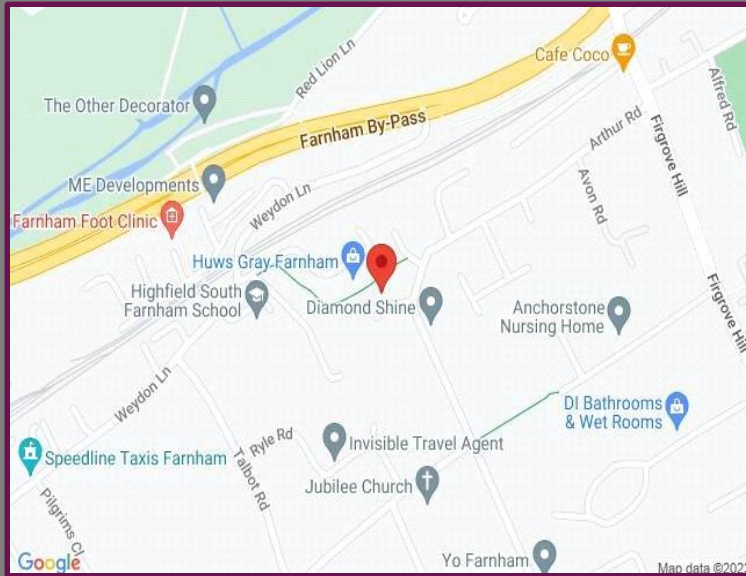 Cafe Coco
Red Lion Ln
Alfred Rd
The Other Decorator
Farnham By-Pass
Arthur Rd
Firgrove Hill
ME Developments
Weydon Ln
Avon Rd
Farnham Foot Clinic
Huws Gray Farnham
Highfield South
Farnham School
Diamond Shine
Anchorstone
Nursing Home
Firgrove Hill
Weydon Ln
DI Bathrooms
& Wet Rooms
Ryle Rd
Invisible Travel Agent
Speedline Taxis Farnham
Talbot Rd
Jubilee Church
Pilgrims Cl
Yo Farnham
Google
Map data ©2022